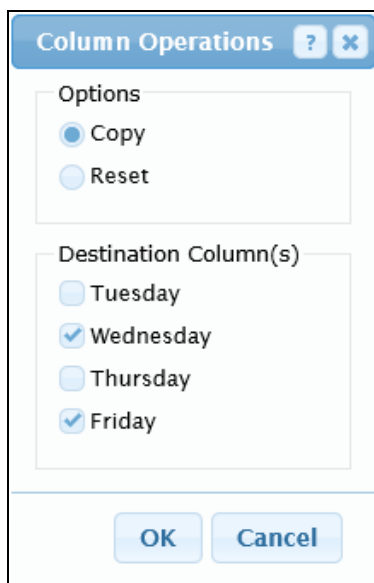 Column Operations ?
Options
Copy
Reset
Destination Column(s)
Tuesday
Wednesday
Thursday
Friday
OK Cancel